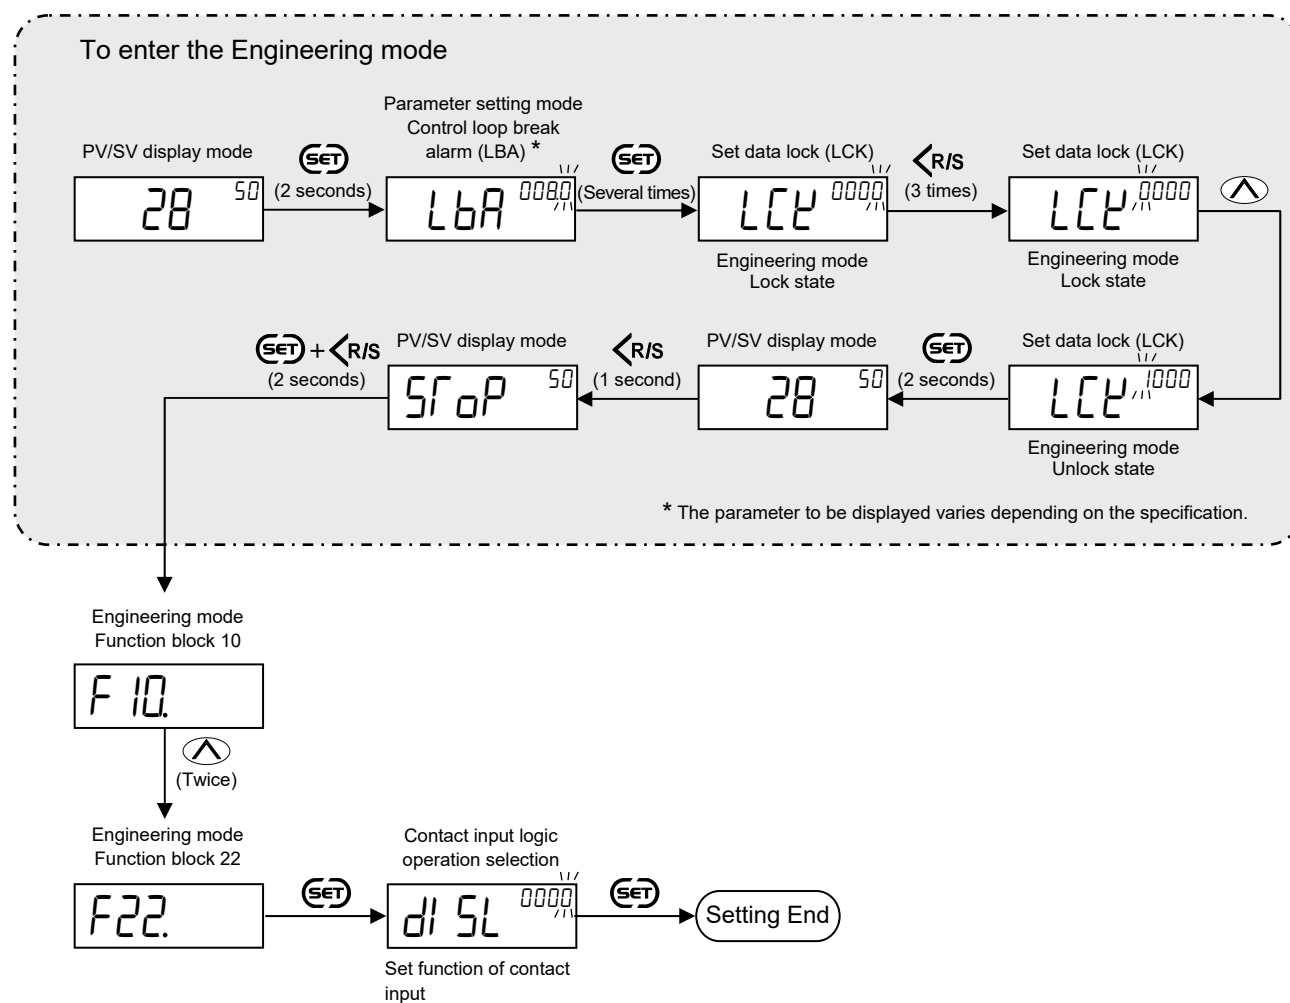 To enter the Engineering mode
Parameter setting mode
Control loop break
alarm (LBA) *
PV/SV display mode
SET
(2 seconds)
SET
(Several times)
Set data lock (LCK)
R/S
(3 times)
Set data lock (LCK)
28 50
LbA 008.0
LCK 0000
LCK 0000
Engineering mode
Lock state
Engineering mode
Lock state
SET + R/S
(2 seconds)
PV/SV display mode
R/S
(1 second)
PV/SV display mode
SET
(2 seconds)
Set data lock (LCK)
SToP 50
28 50
LCK 1000
Engineering mode
Unlock state
* The parameter to be displayed varies depending on the specification.
Engineering mode
Function block 10
F10.
(Twice)
Engineering mode
Function block 22
F22.
SET
Contact input logic
operation selection
dISL 0000
Set function of contact
input
SET
Setting End